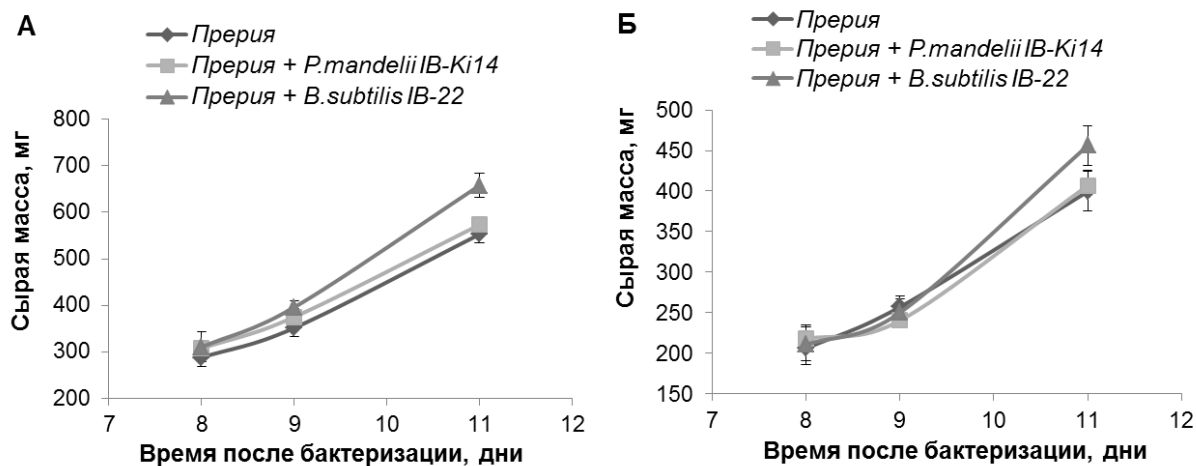 А
Прерия
Прерия + P.mandelii IB-Ki14
Прерия + B.subtilis IB-22
Сырая масса, мг
800
700
600
500
400
300
200
7 8 9 10 11 12
Время после бактеризации, дни
Б
Прерия
Прерия + P.mandelii IB-Ki14
Прерия + B.subtilis IB-22
Сырая масса, мг
500
450
400
350
300
250
200
150
7 8 9 10 11 12
Время после бактеризации, дни